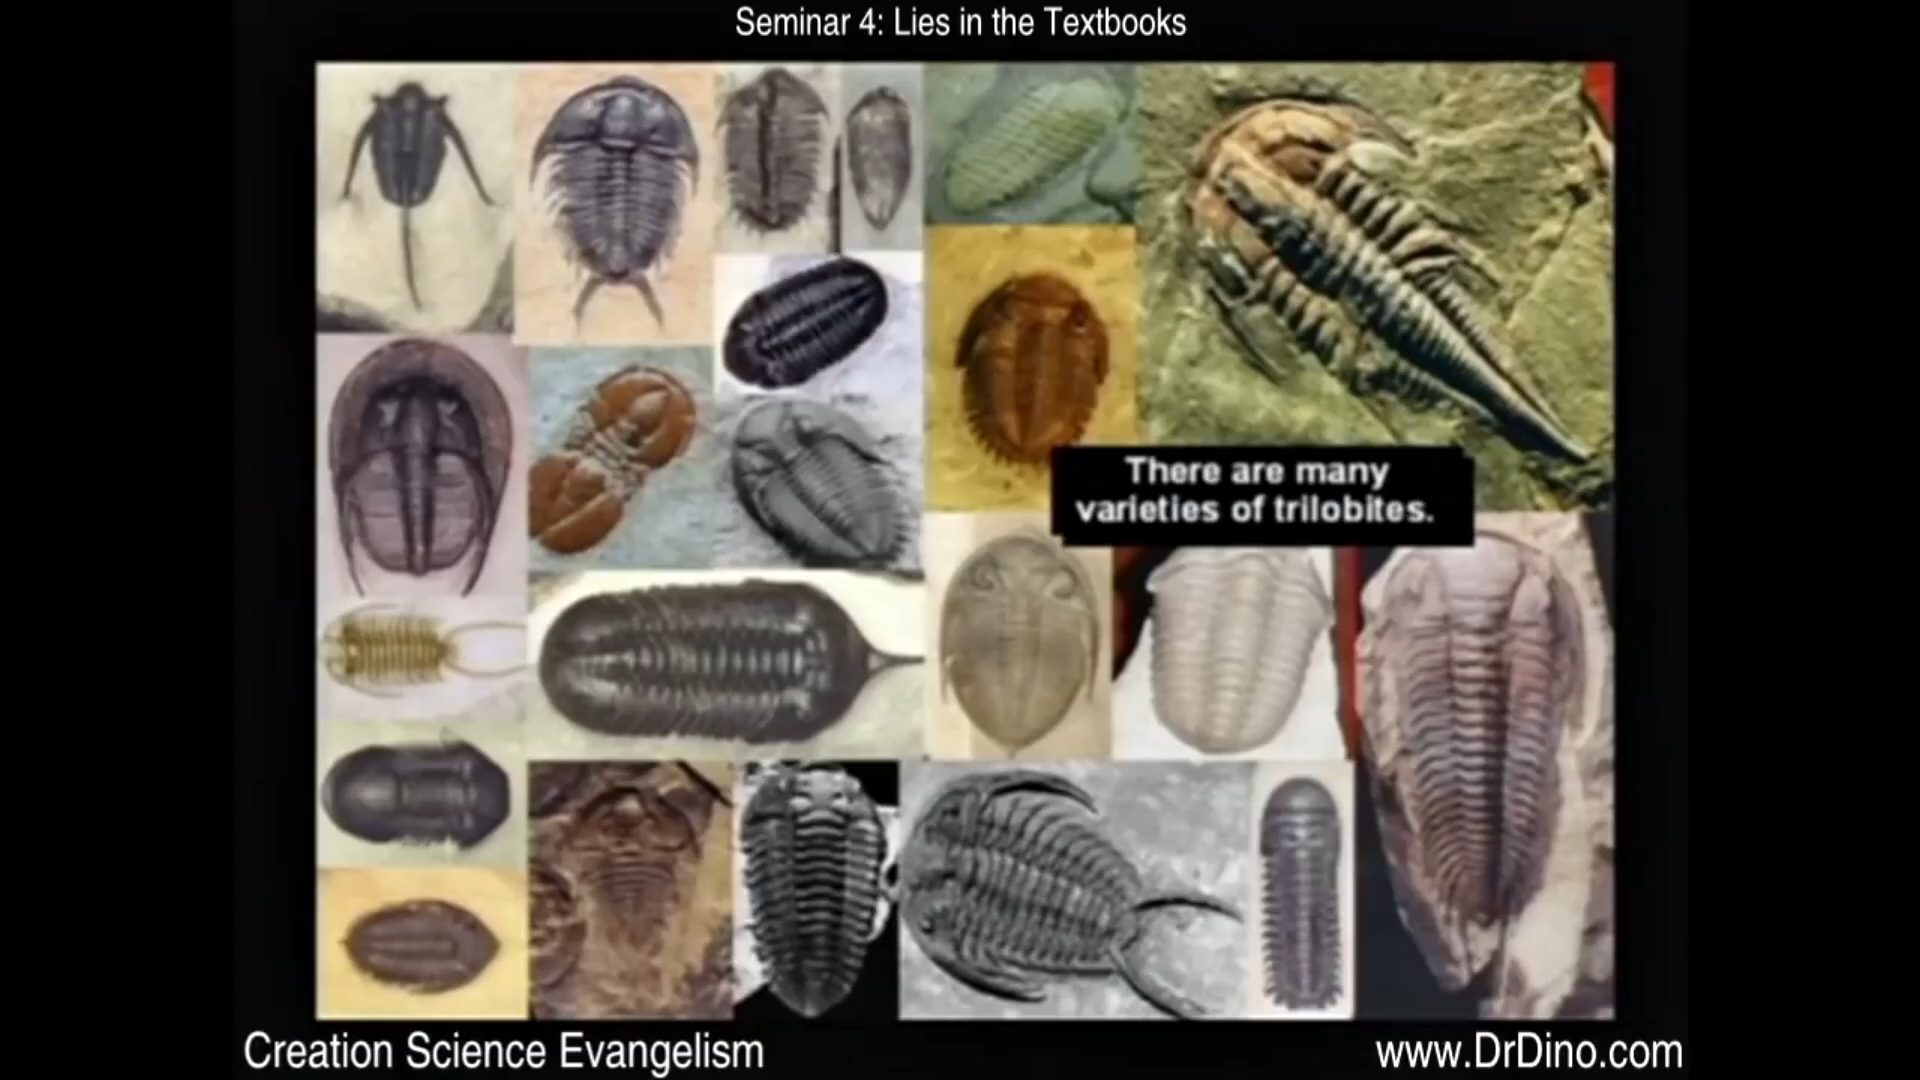 Seminar 4: Lies in the Textbooks
There are many
varieties of trilobites.
Creation Science Evangelism
www.DrDino.com